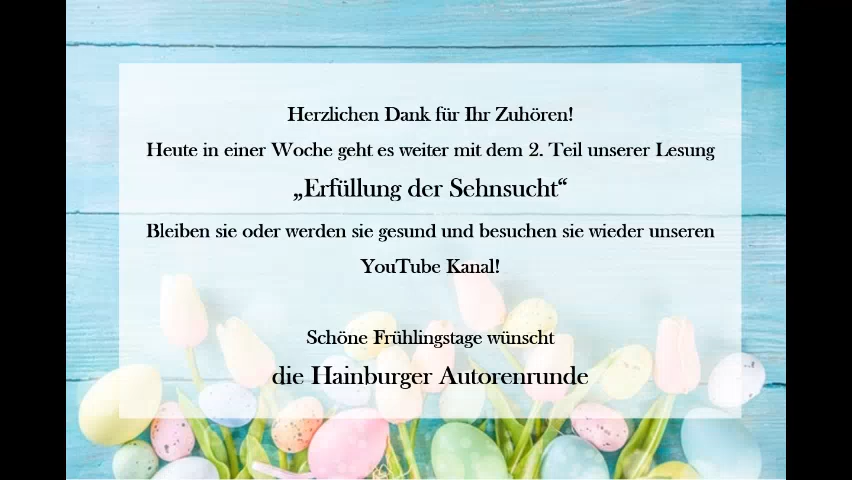 Herzlichen Dank für Ihr Zuhören!
Heute in einer Woche geht es weiter mit dem 2. Teil unserer Lesung
„Erfüllung der Sehnsucht“
Bleiben sie oder werden sie gesund und besuchen sie wieder unseren
YouTube Kanal!
Schöne Frühlingstage wünscht
die Hainburger Autorenrunde